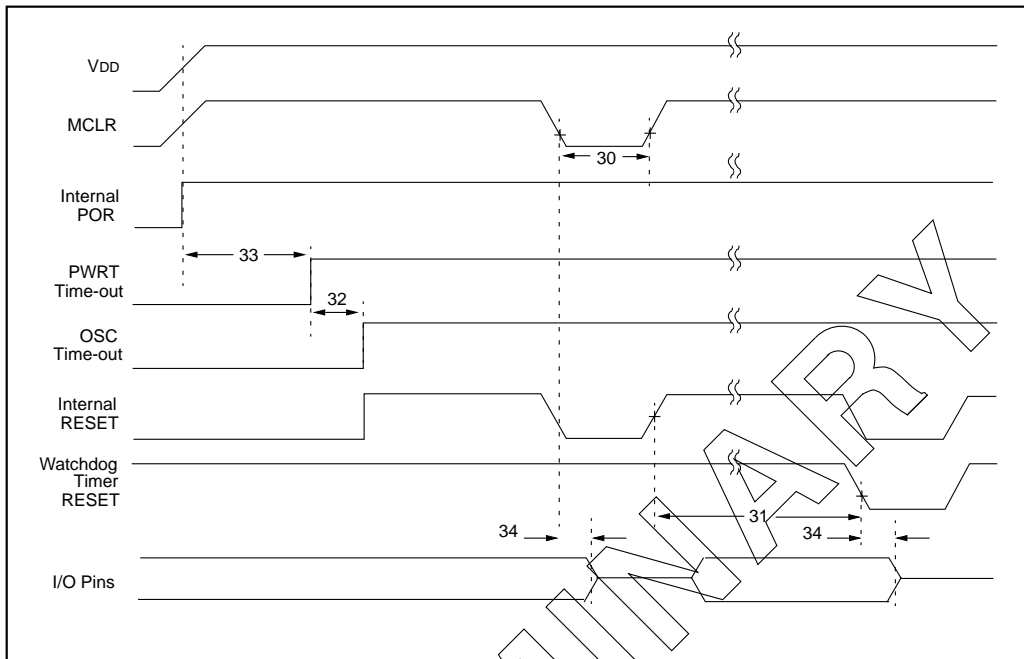 VDD
MCLR
30
Internal
POR
33
PWRT
Time-out
32
OSC
Time-out
Internal
RESET
Watchdog
Timer
RESET
31
34
34
I/O Pins
INARY